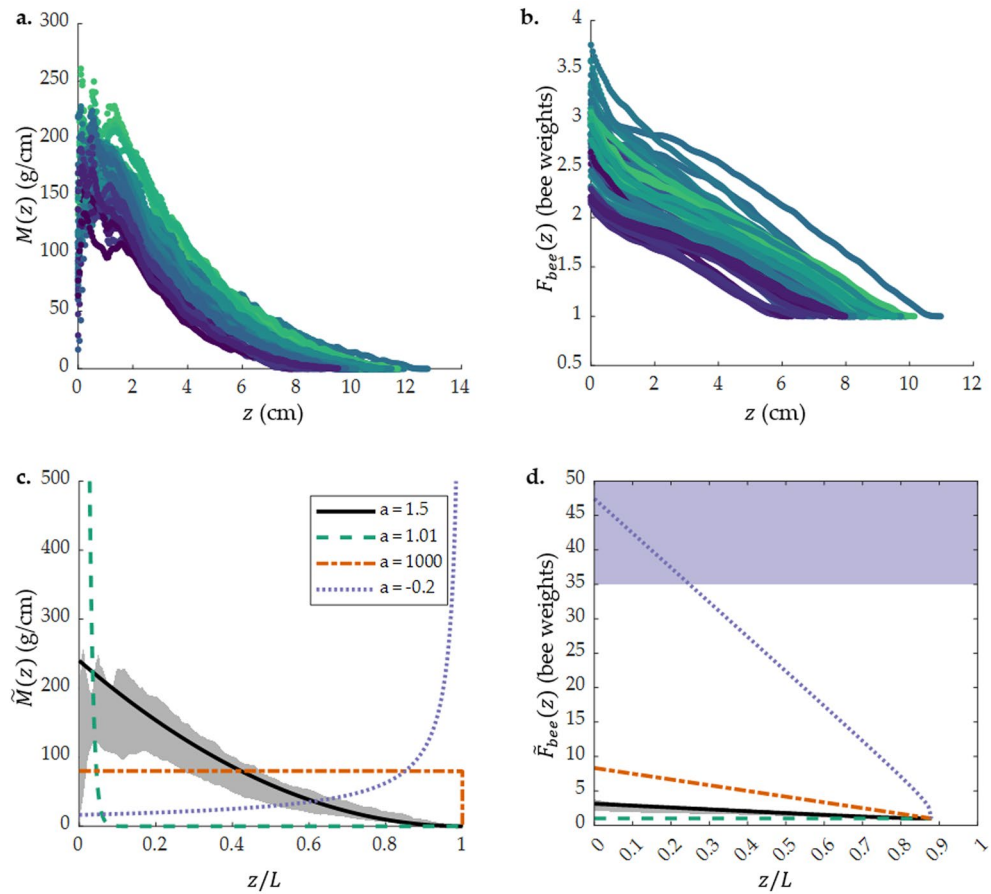 a.
300
250
200
150
100
50
0
M(z) (g/cm)
0 2 4 6 8 10 12 14
z (cm)
b.
4
3.5
3
2.5
2
1.5
1
0.5
F_bee(z) (bee weights)
0 2 4 6 8 10 12
z (cm)
c.
500
400
300
200
100
0
M̃(z) (g/cm)
a = 1.5
a = 1.01
a = 1000
a = -0.2
0 0.2 0.4 0.6 0.8 1
z/L
d.
50
45
40
35
30
25
20
15
10
5
0
F̃_bee(z) (bee weights)
0 0.1 0.2 0.3 0.4 0.5 0.6 0.7 0.8 0.9 1
z/L